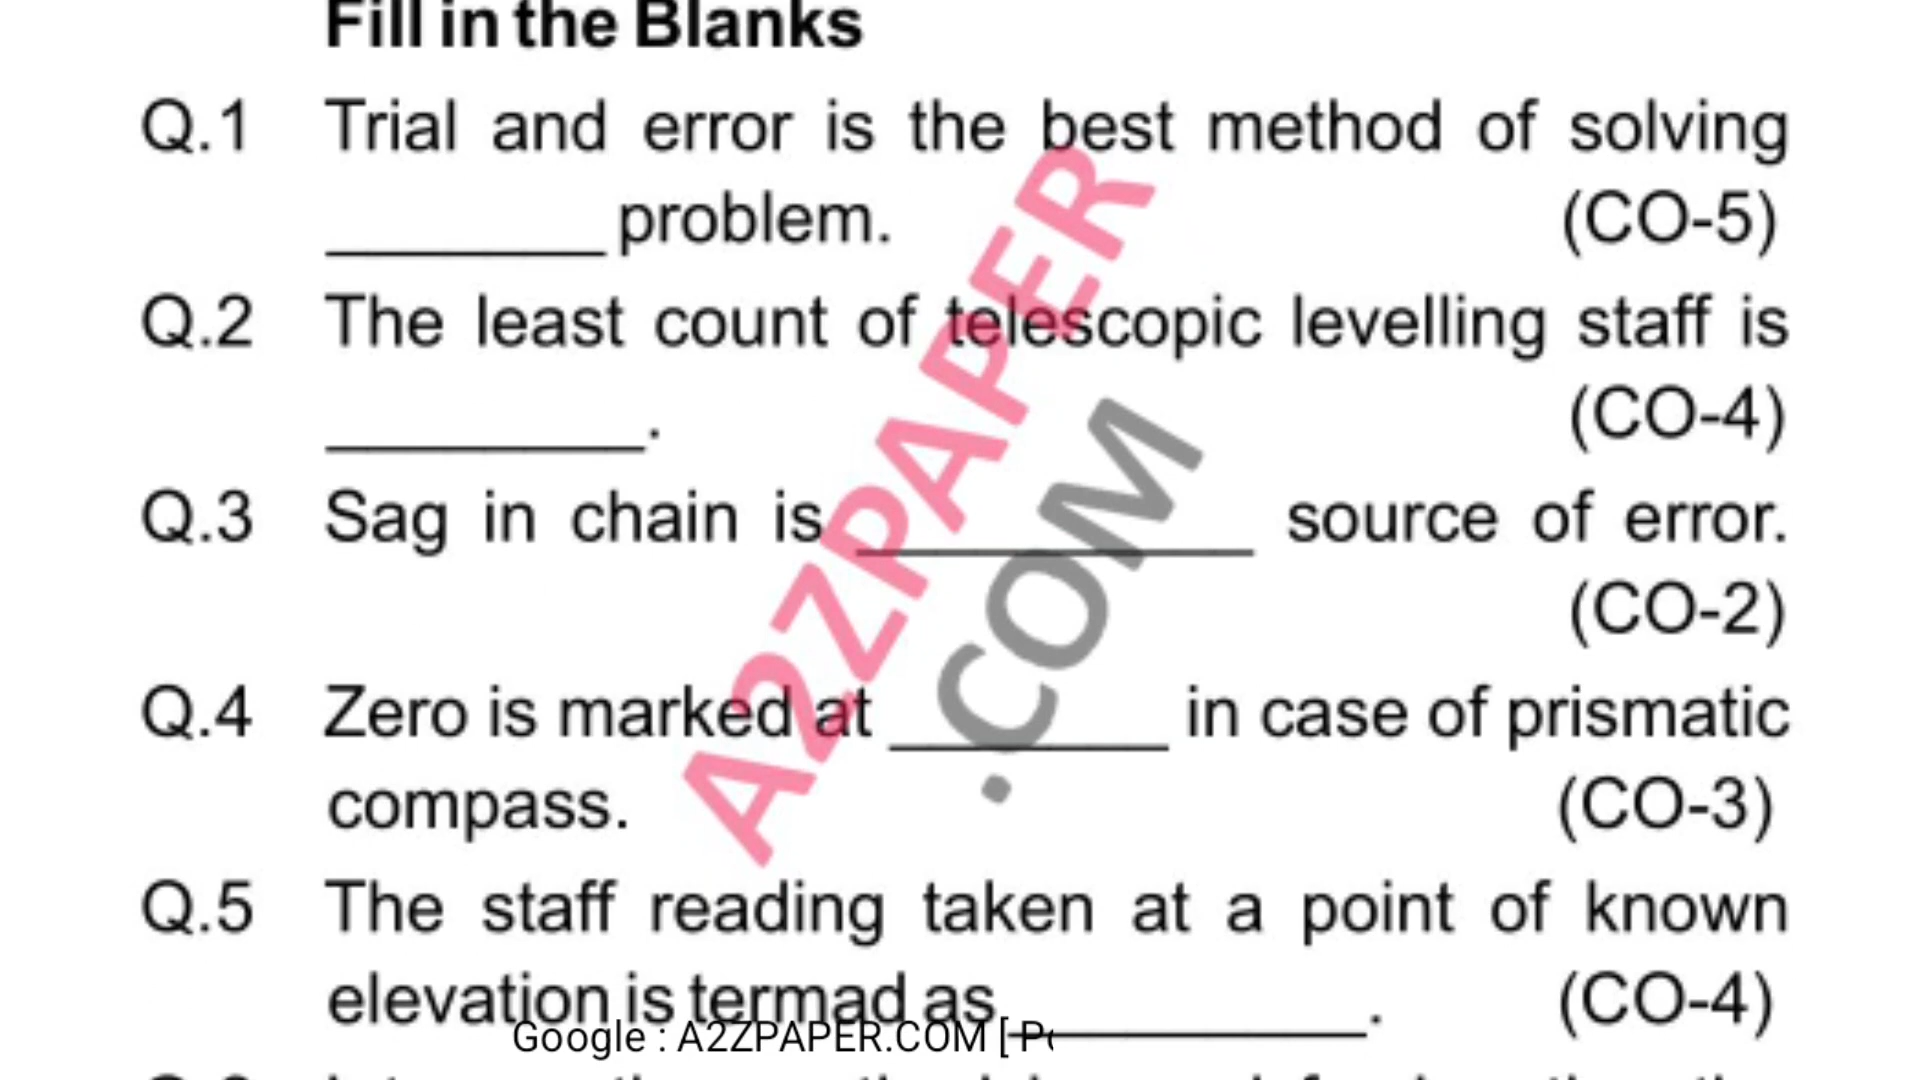 Fill in the Blanks
Q.1 Trial and error is the best method of solving
________ problem. (CO-5)
Q.2 The least count of telescopic levelling staff is
_________. (CO-4)
Q.3 Sag in chain is ___________ source of error.
(CO-2)
Q.4 Zero is marked at ________ in case of prismatic
compass. (CO-3)
Q.5 The staff reading taken at a point of known
elevation is termad as __________. (CO-4)
Google : A2ZPAPER.COM [
A2ZPAPER
.COM